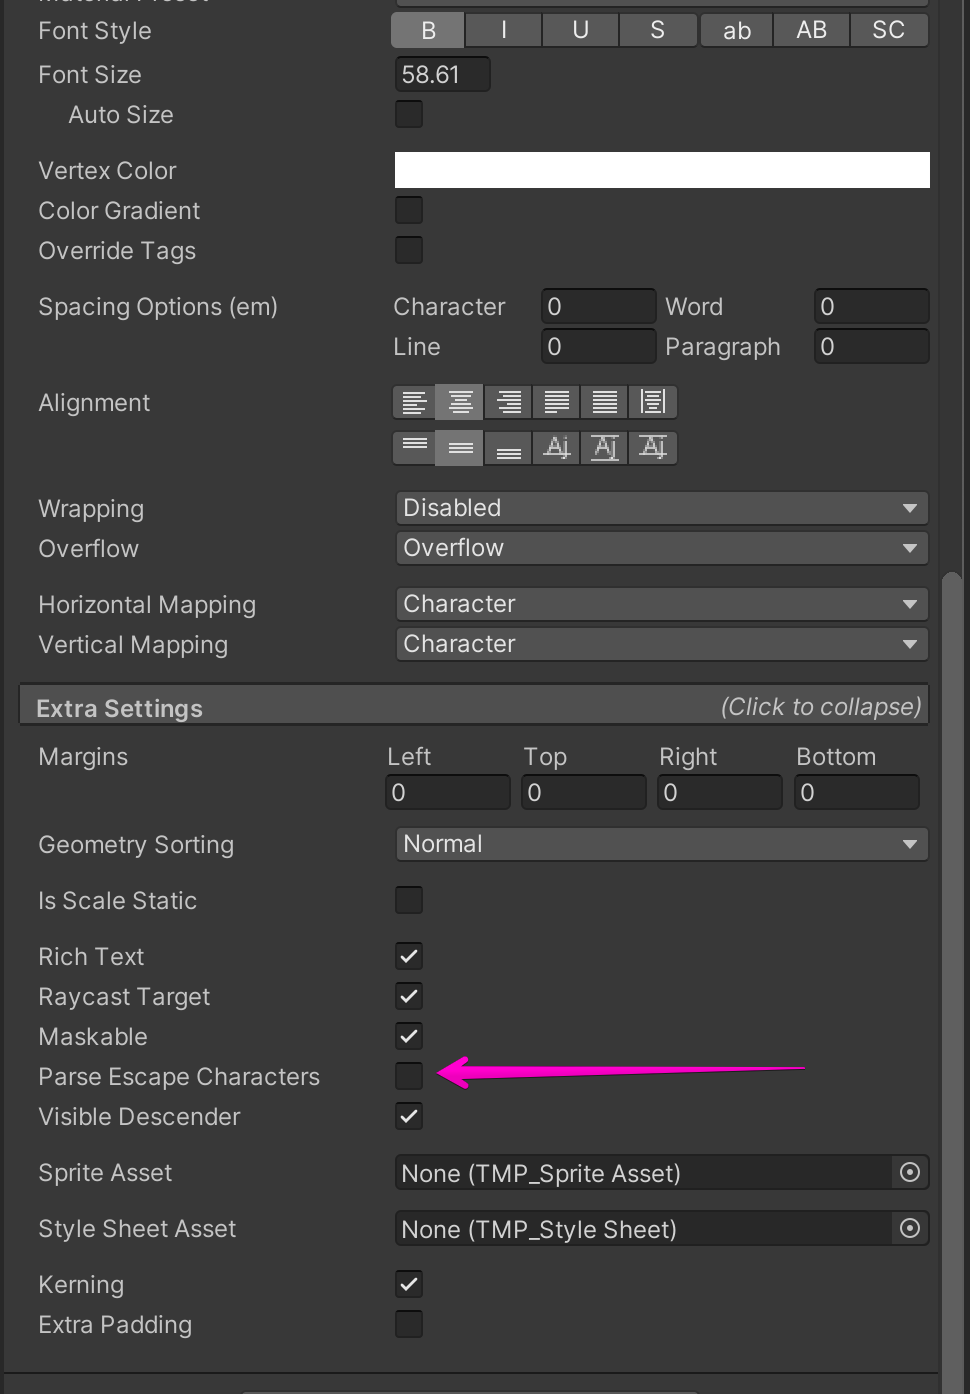 Font Style B I U S ab AB SC
Font Size 58.61
Auto Size
Vertex Color
Color Gradient
Override Tags
Spacing Options (em) Character 0 Word 0
Line 0 Paragraph 0
Alignment
Aj Aj Aj
Wrapping Disabled
Overflow Overflow
Horizontal Mapping Character
Vertical Mapping Character
Extra Settings (Click to collapse)
Margins Left Top Right Bottom
0 0 0 0
Geometry Sorting Normal
Is Scale Static
Rich Text
Raycast Target
Maskable
Parse Escape Characters
Visible Descender
Sprite Asset None (TMP_Sprite Asset)
Style Sheet Asset None (TMP_Style Sheet)
Kerning
Extra Padding